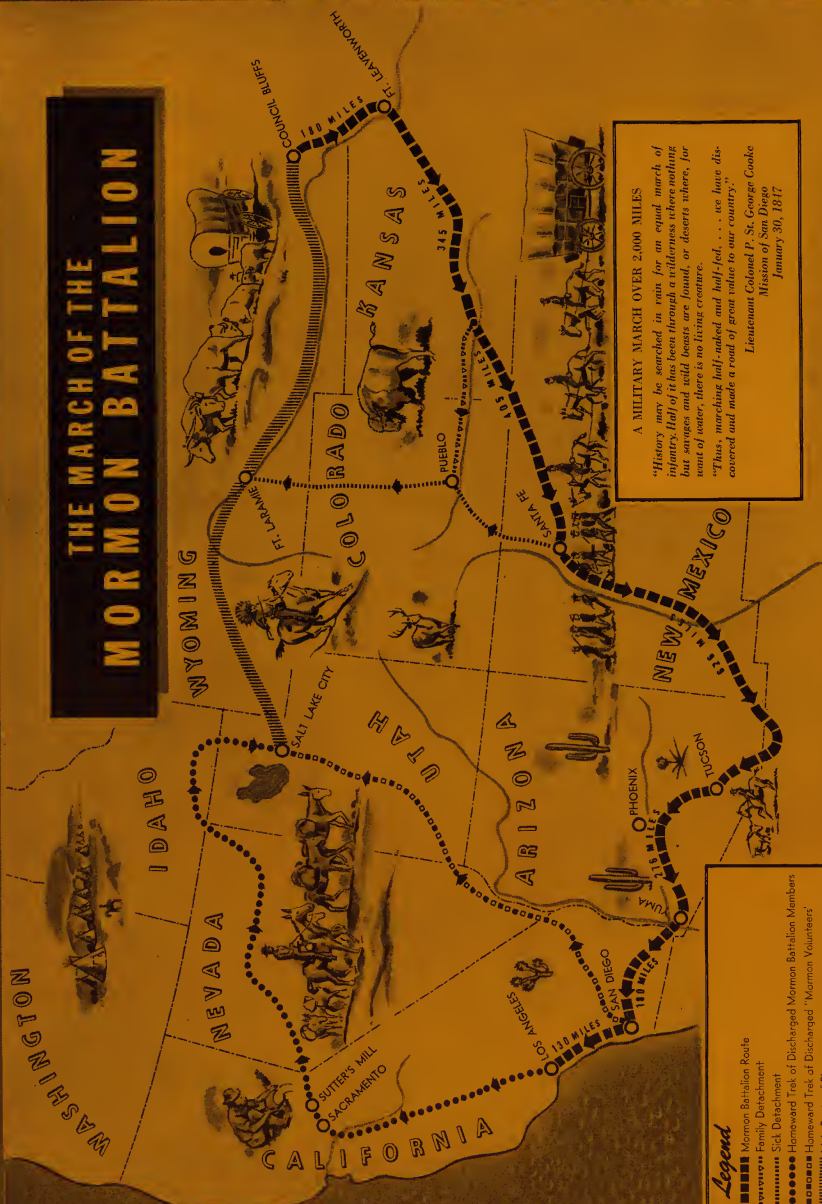 THE MARCH OF THE
MORMON BATTALION
WASHINGTON
IDAHO
WYOMING
NEVADA
CALIFORNIA
UTAH
COLORADO
KANSAS
ARIZONA
NEW MEXICO
COUNCIL BLUFFS
FT. LEAVENWORTH
180 MILES
345 MILES
405 MILES
FT. LARAMIE
PUEBLO
SANTA FE
SALT LAKE CITY
526 MILES
TUCSON
PHOENIX
276 MILES
YUMA
180 MILES
SAN DIEGO
LOS ANGELES
130 MILES
SUTTER'S MILL
SACRAMENTO
A MILITARY MARCH OVER 2,000 MILES
"History may be searched in rain for an equal march of
infantry. Half of it has been through a wilderness where nothing
but savages and wild beasts are found, or deserts where, for
want of water, there is no living creature.
"Thus, marching half-naked and half-fed, . . . we have dis-
covered and made a road of great value to our country."
Lieutenant Colonel P. St. George Cooke
Mission of San Diego
January 30, 1847
Legend
Mormon Battalion Route
Family Detachment
Sick Detachment
Homeward Trek of Discharged Mormon Battalion Members
Homeward Trek of Discharged "Mormon Volunteers'